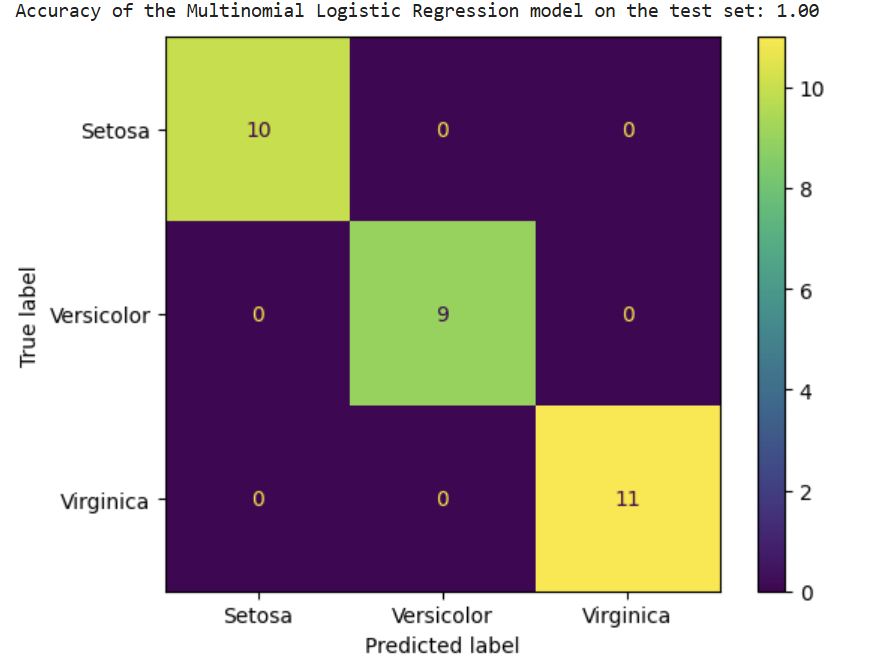 Accuracy of the Multinomial Logistic Regression model on the test set: 1.00
Setosa 10 0 0
Versicolor 0 9 0
Virginica 0 0 11
Setosa Versicolor Virginica
Predicted label
True label
10
8
6
4
2
0